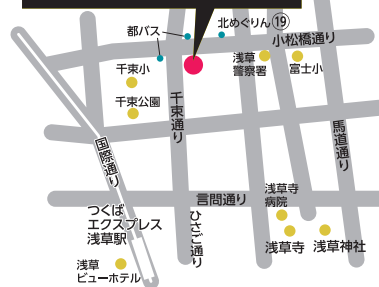 北めぐりん⑲
都バス
小松橋通り
千束小
浅草
警察署
富士小
千束公園
千束通り
国際通り
馬道通り
言問通り
浅草寺
病院
つくば
エクスプレス
浅草駅
ひさご通り
浅草寺
浅草神社
浅草
ビューホテル